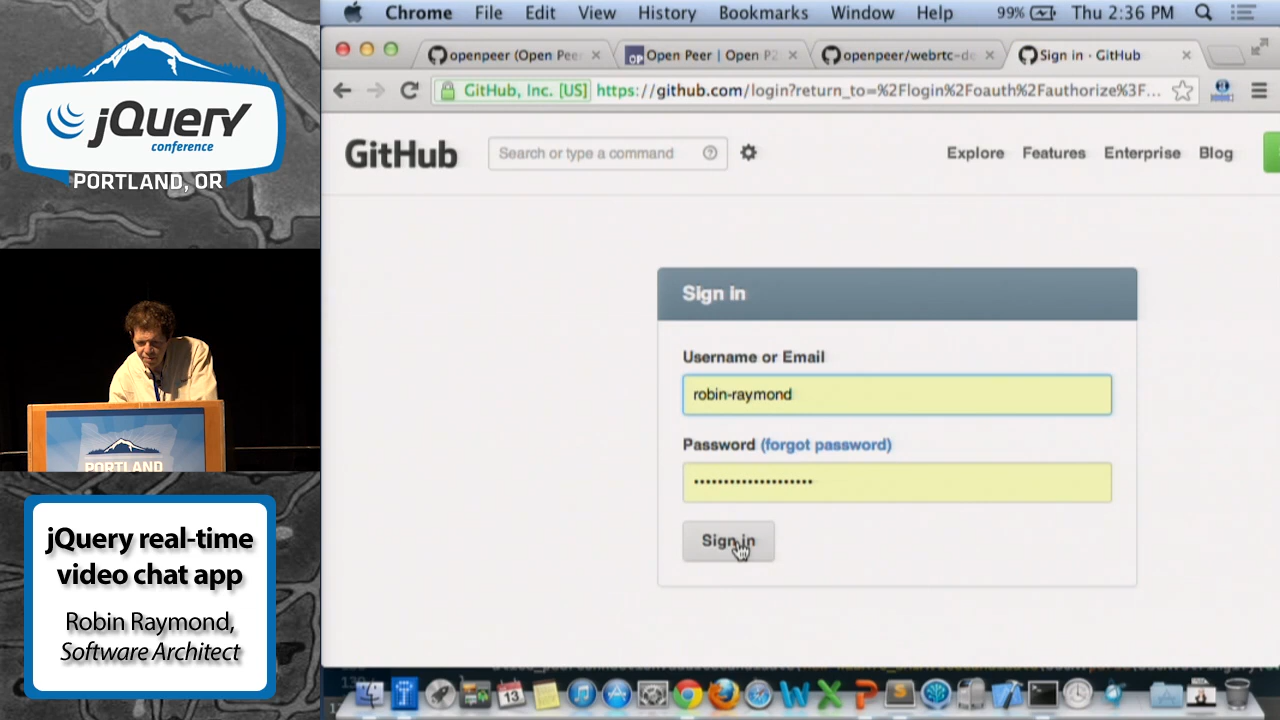 jQuery
conference
PORTLAND, OR
PORTLAND
jQuery real-time
video chat app
Robin Raymond,
Software Architect
Chrome File Edit View History Bookmarks Window Help 99% Thu 2:36 PM
openpeer (Open Peer
Open Peer | Open P2
openpeer/webrtc-de
Sign in · GitHub
GitHub, Inc. [US] https://github.com/login?return_to=%2Flogin%2Foauth%2Fauthorize%3F...
GitHub Search or type a command Explore Features Enterprise Blog
Sign in
Username or Email
robin-raymond
Password (forgot password)
Sign in
13